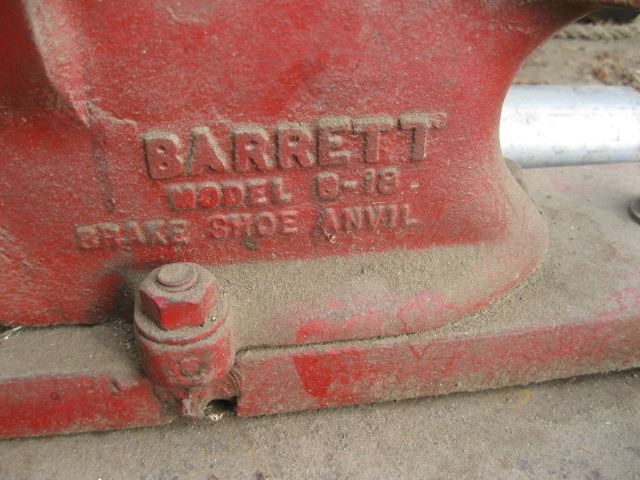 BARRETT
MODEL D-18
BRAKE SHOE ANVIL